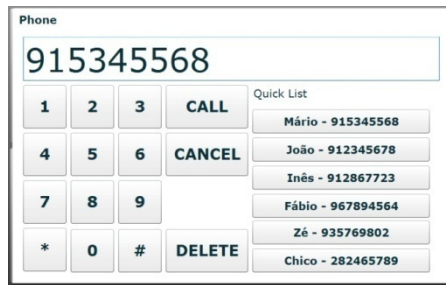 Phone
915345568
1 2 3 CALL
4 5 6 CANCEL
7 8 9
* 0 # DELETE
Quick List
Mário - 915345568
João - 912345678
Inês - 912867723
Fábio - 967894564
Zé - 935769802
Chico - 282465789